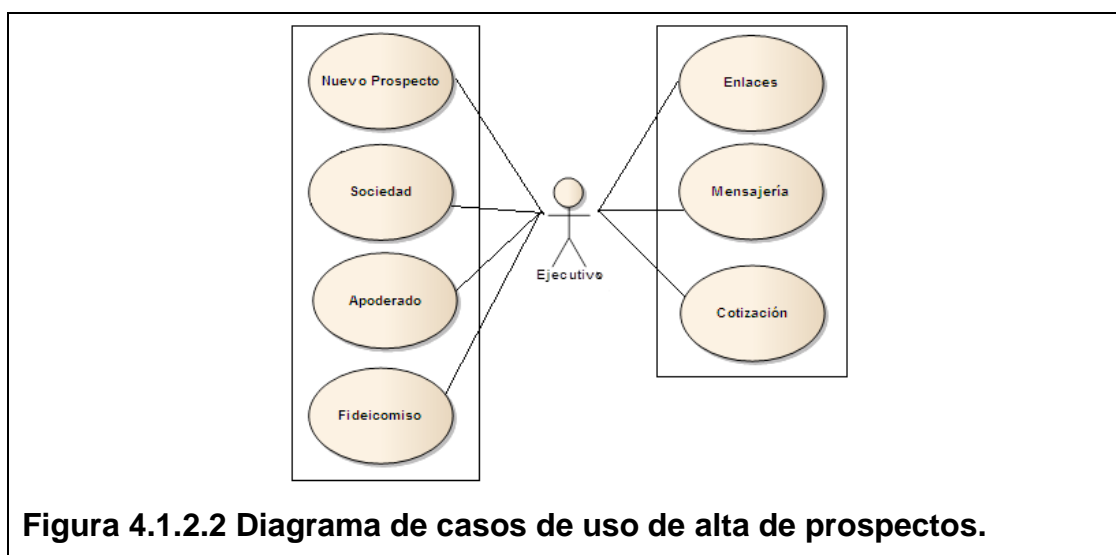 Nuevo Prospecto
Sociedad
Apoderado
Fideicomiso
Ejecutivo
Enlaces
Mensajería
Cotización
Figura 4.1.2.2 Diagrama de casos de uso de alta de prospectos.